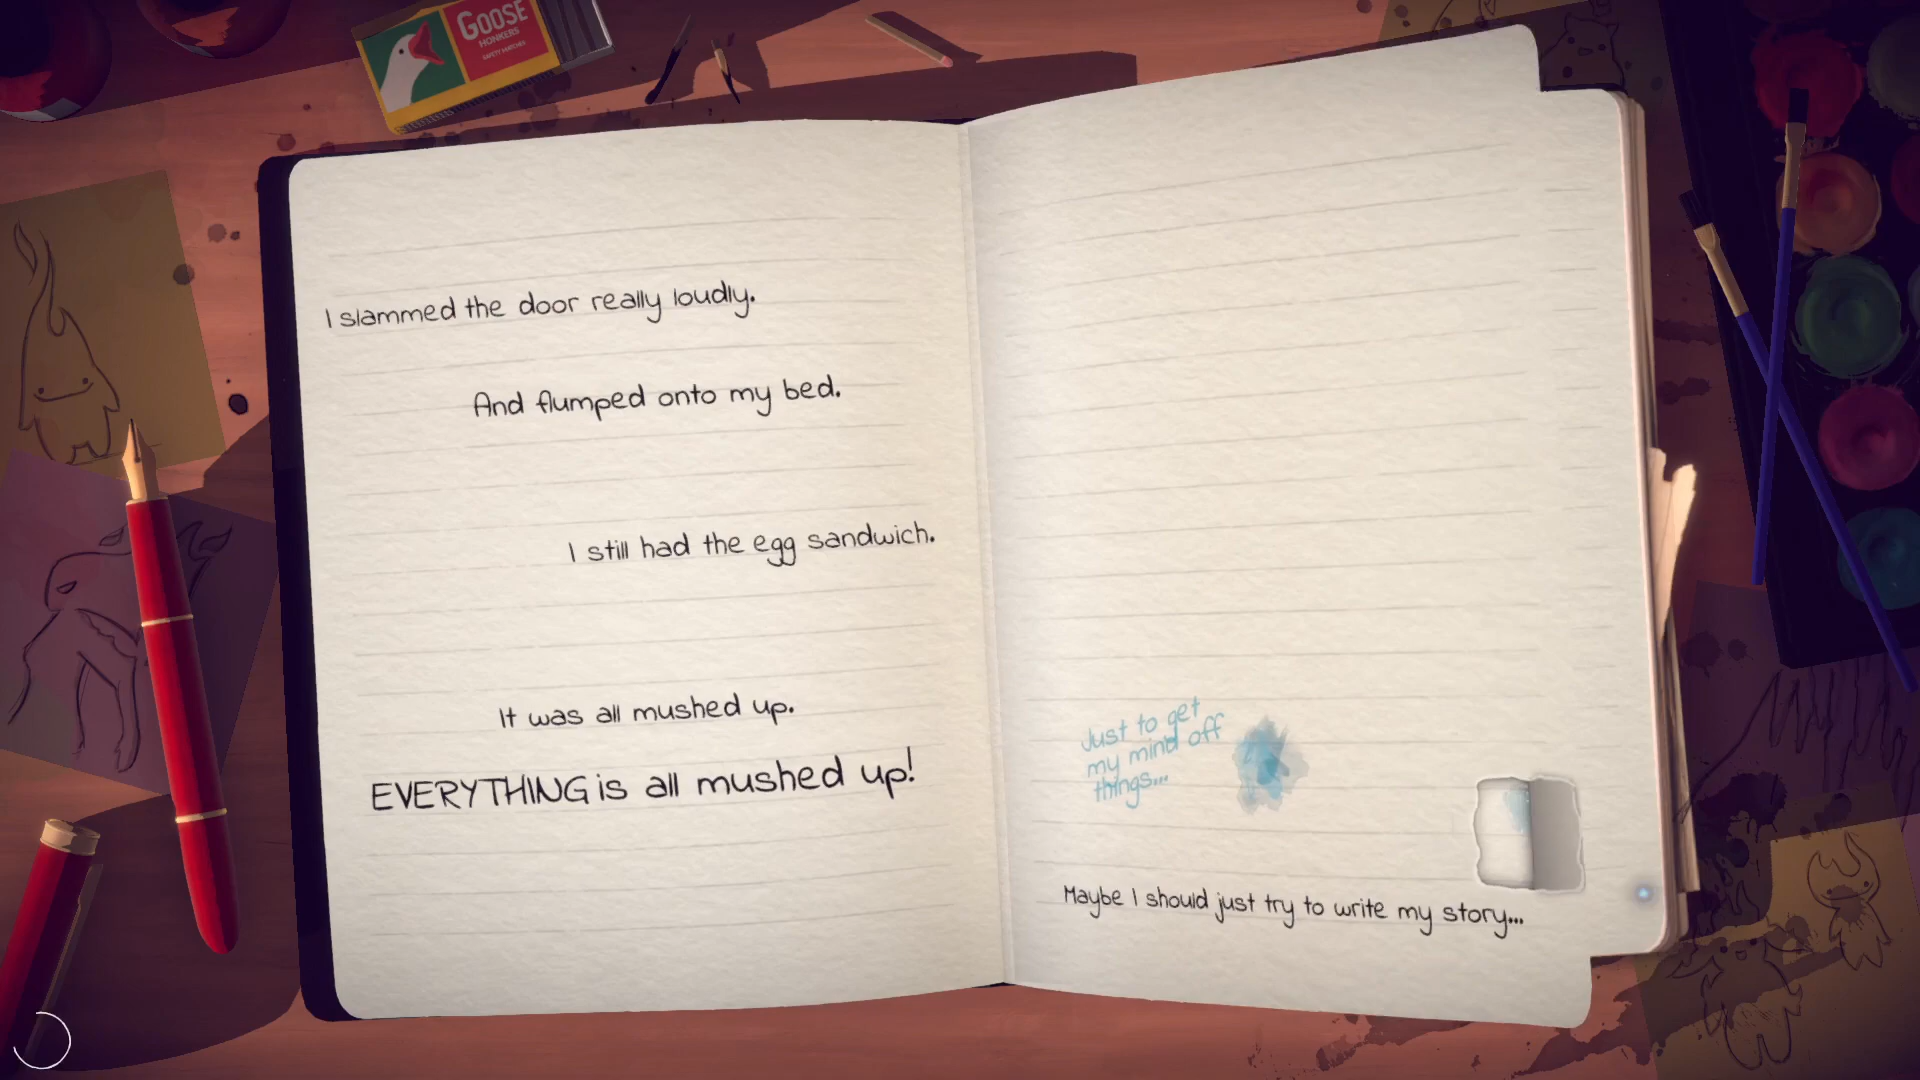 GOOSE
HONKERS
SAFETY MATCHES
I slammed the door really loudly.
And flumped onto my bed.
I still had the egg sandwich.
It was all mushed up.
EVERYTHING is all mushed up!
Just to get
my mind off
things...
Maybe I should just try to write my story...